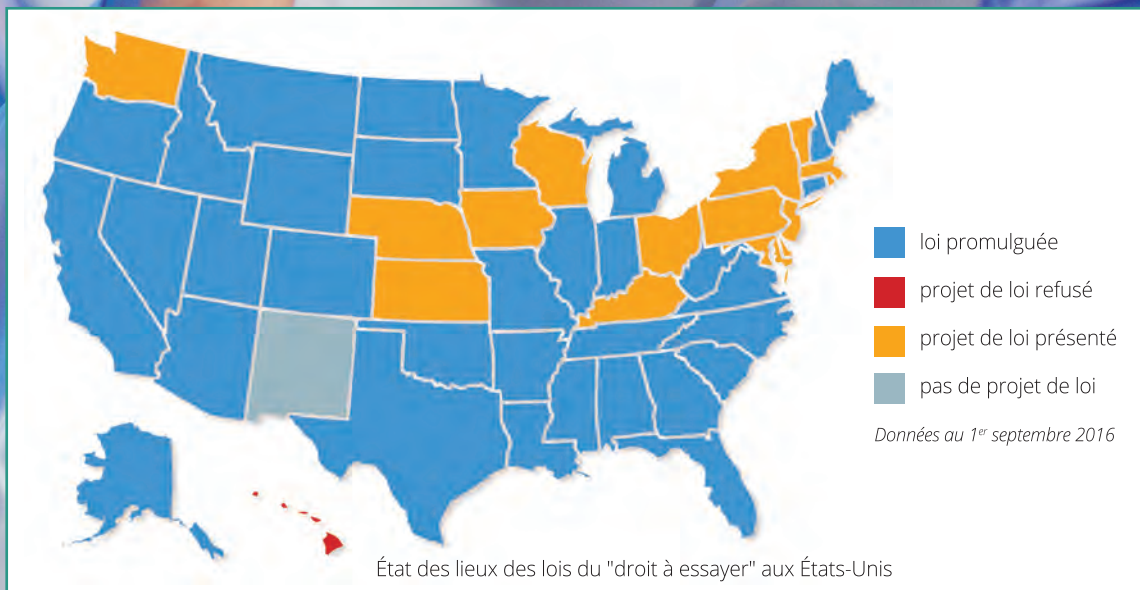 loi promulguée
projet de loi refusé
projet de loi présenté
pas de projet de loi
Données au 1er septembre 2016
État des lieux des lois du "droit à essayer" aux États-Unis